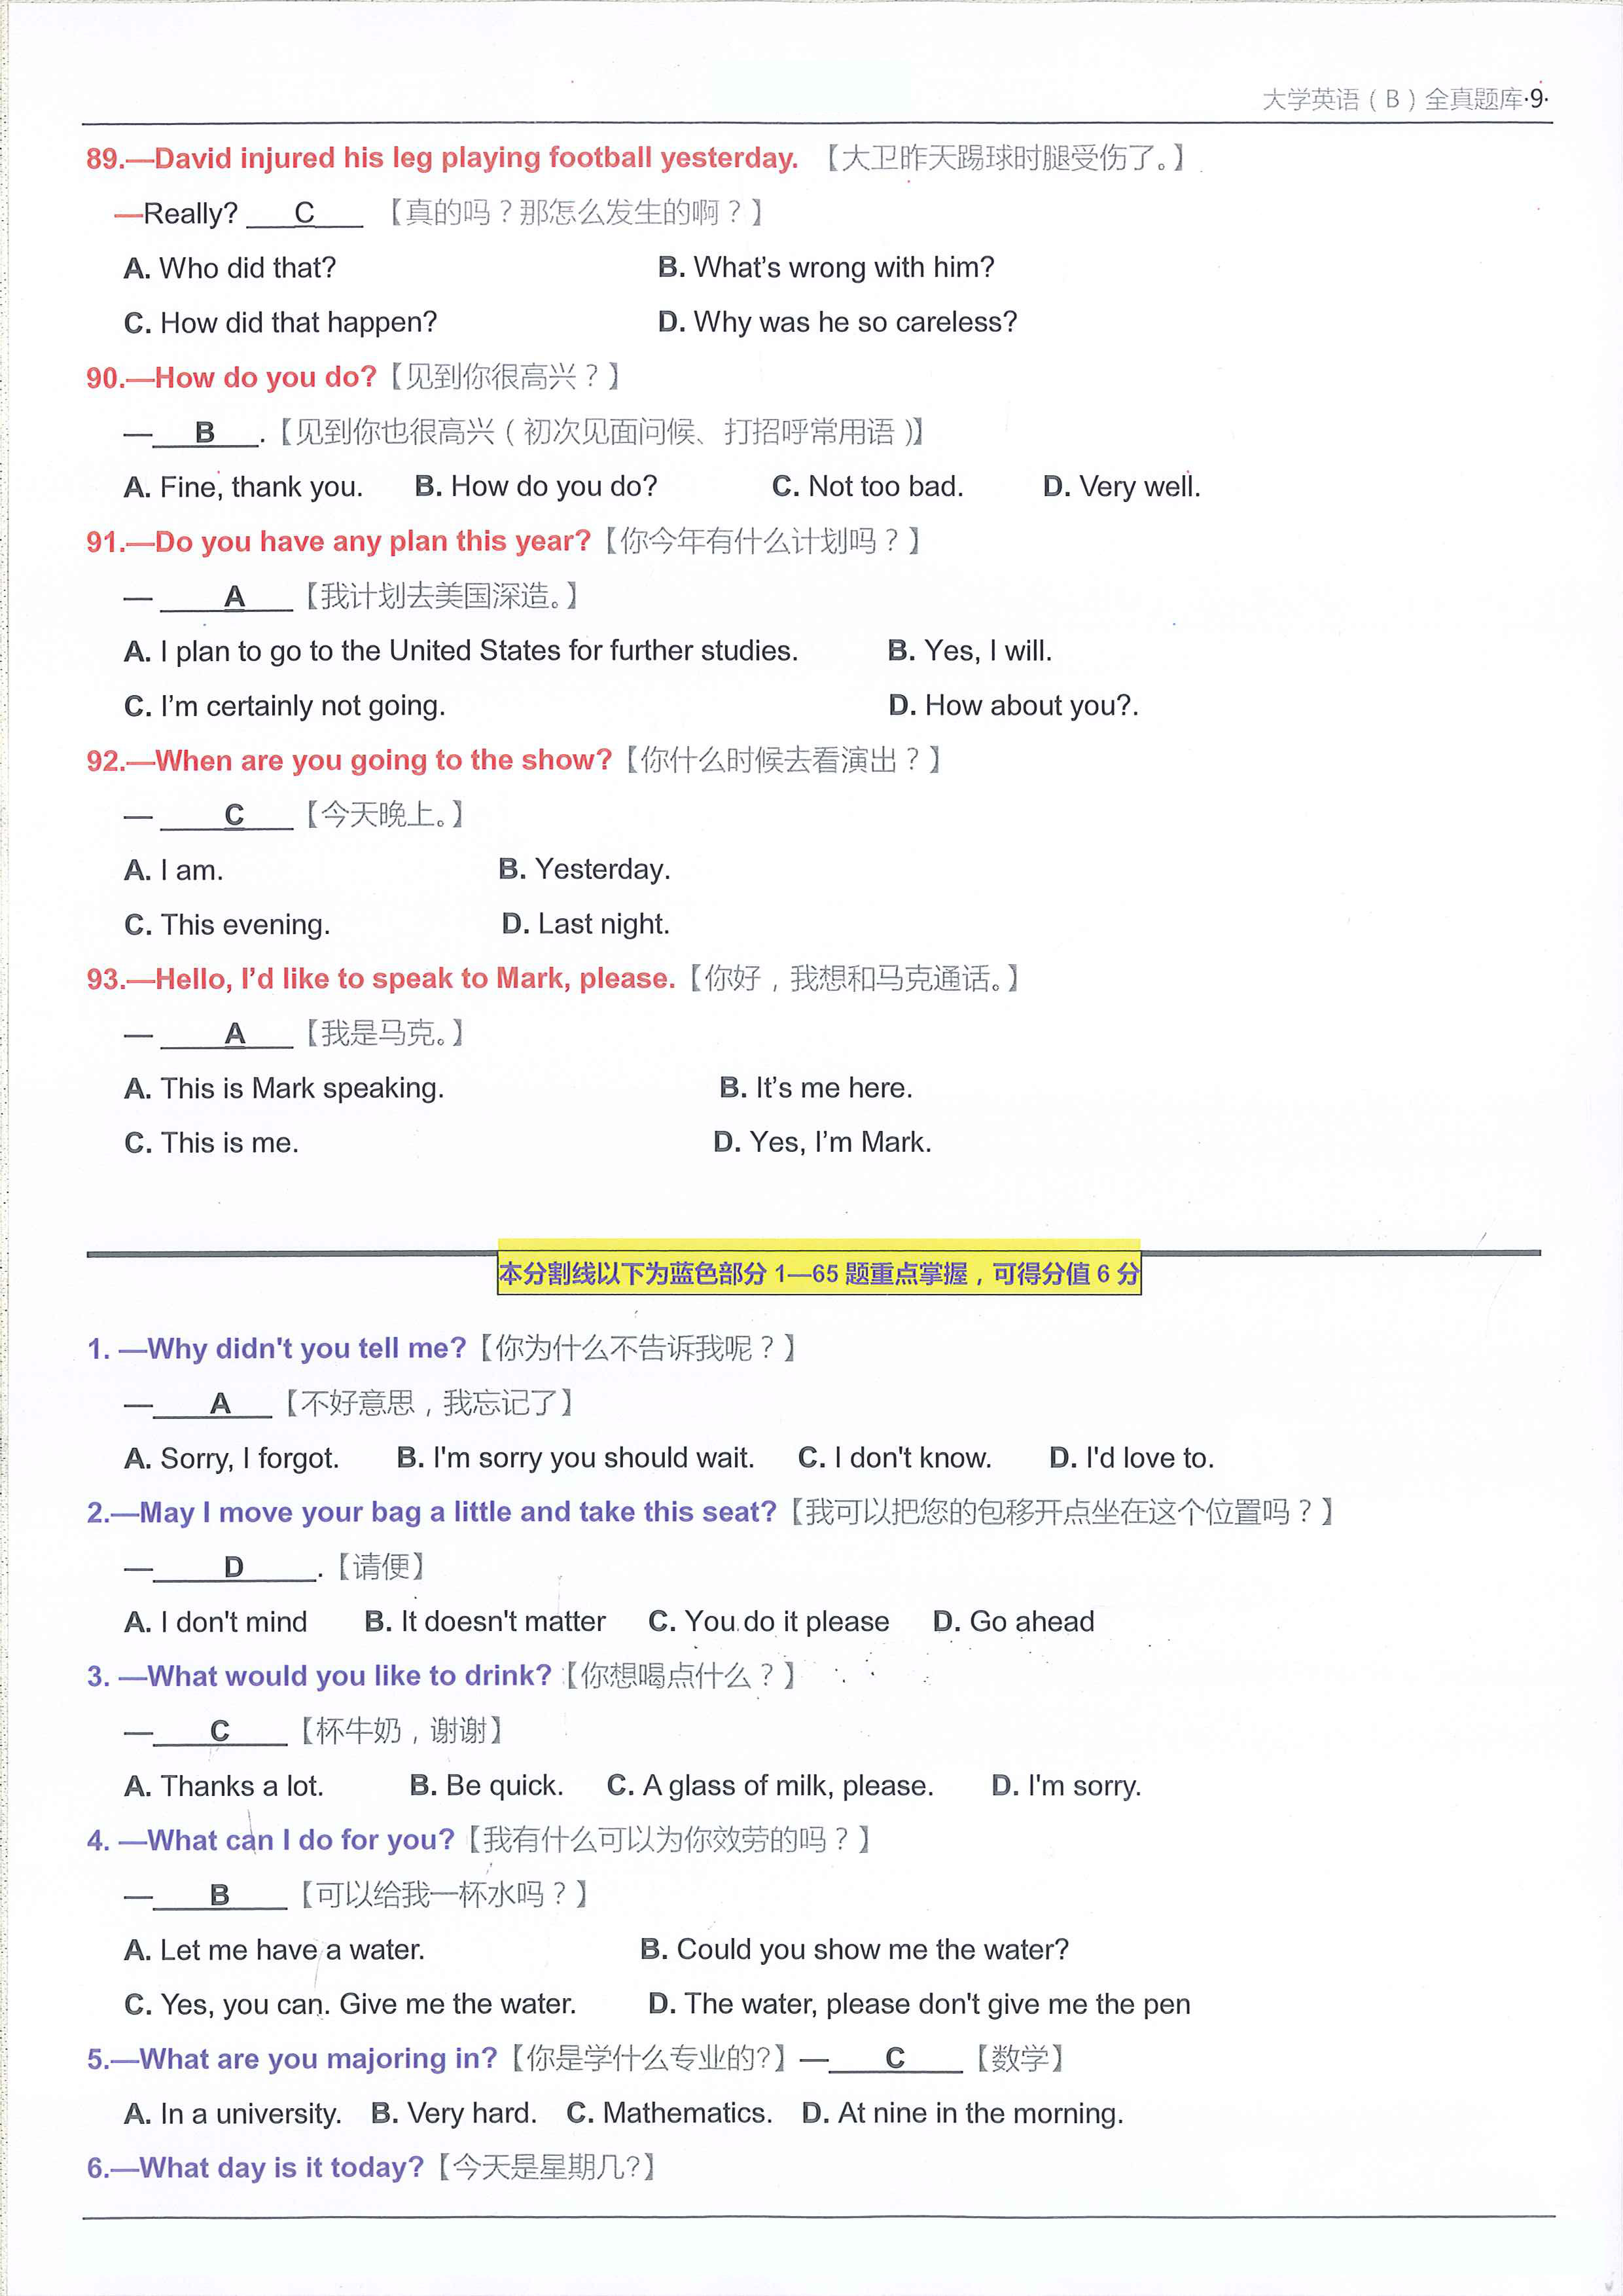 大学英语（B）全真题库·9·
89.—David injured his leg playing football yesterday. 【大卫昨天踢球时腿受伤了。】
—Really? C 【真的吗？那怎么发生的啊？】
A. Who did that? B. What's wrong with him?
C. How did that happen? D. Why was he so careless?
90.—How do you do?【见到你很高兴？】
— B .【见到你也很高兴（初次见面问候、打招呼常用语）】
A. Fine, thank you. B. How do you do? C. Not too bad. D. Very well.
91.—Do you have any plan this year?【你今年有什么计划吗？】
— A 【我计划去美国深造。】
A. I plan to go to the United States for further studies. B. Yes, I will.
C. I'm certainly not going. D. How about you?.
92.—When are you going to the show?【你什么时候去看演出？】
— C 【今天晚上。】
A. I am. B. Yesterday.
C. This evening. D. Last night.
93.—Hello, I'd like to speak to Mark, please.【你好，我想和马克通话。】
— A 【我是马克。】
A. This is Mark speaking. B. It's me here.
C. This is me. D. Yes, I'm Mark.
本分割线以下为蓝色部分 1—65 题重点掌握，可得分值 6 分
1. —Why didn't you tell me?【你为什么不告诉我呢？】
— A 【不好意思，我忘记了】
A. Sorry, I forgot. B. I'm sorry you should wait. C. I don't know. D. I'd love to.
2.—May I move your bag a little and take this seat?【我可以把您的包移开点坐在这个位置吗？】
— D .【请便】
A. I don't mind B. It doesn't matter C. You do it please D. Go ahead
3. —What would you like to drink?【你想喝点什么？】
— C 【杯牛奶，谢谢】
A. Thanks a lot. B. Be quick. C. A glass of milk, please. D. I'm sorry.
4. —What can I do for you?【我有什么可以为你效劳的吗？】
— B 【可以给我一杯水吗？】
A. Let me have a water. B. Could you show me the water?
C. Yes, you can. Give me the water. D. The water, please don't give me the pen
5.—What are you majoring in?【你是学什么专业的?】— C 【数学】
A. In a university. B. Very hard. C. Mathematics. D. At nine in the morning.
6.—What day is it today?【今天是星期几?】